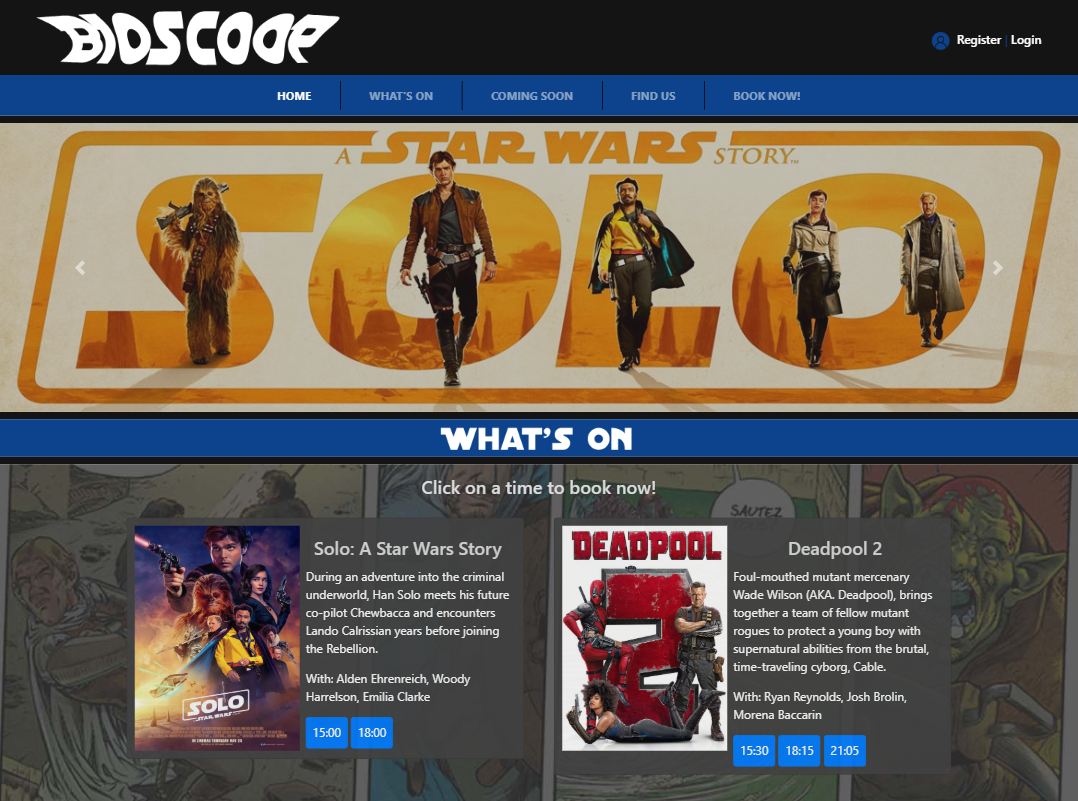 BIOSCOOP
Register | Login
HOME
WHAT'S ON
COMING SOON
FIND US
BOOK NOW!
A STAR WARS STORY™
SOLO
WHAT'S ON
Click on a time to book now!
SAUTEZ
SOLO
A STAR WARS STORY
Solo: A Star Wars Story
During an adventure into the criminal
underworld, Han Solo meets his future
co-pilot Chewbacca and encounters
Lando Calrissian years before joining
the Rebellion.
With: Alden Ehrenreich, Woody
Harrelson, Emilia Clarke
15:00 18:00
DEADPOOL
2
Deadpool 2
Foul-mouthed mutant mercenary
Wade Wilson (AKA. Deadpool), brings
together a team of fellow mutant
rogues to protect a young boy with
supernatural abilities from the brutal,
time-traveling cyborg, Cable.
With: Ryan Reynolds, Josh Brolin,
Morena Baccarin
15:30 18:15 21:05